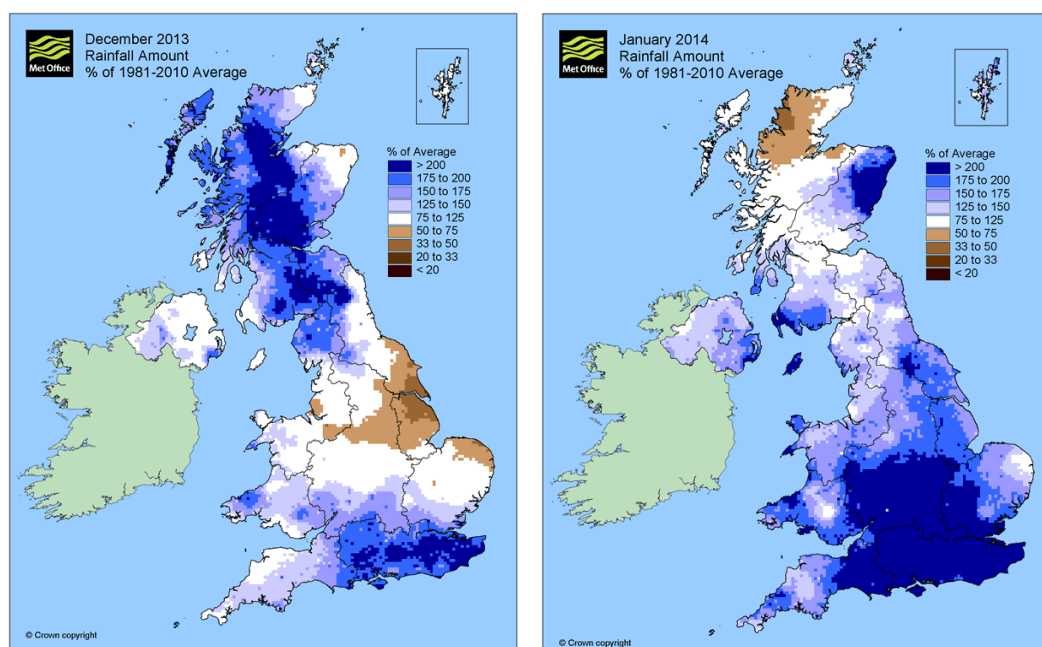 Met Office
December 2013
Rainfall Amount
% of 1981-2010 Average
% of Average
> 200
175 to 200
150 to 175
125 to 150
75 to 125
50 to 75
33 to 50
20 to 33
< 20
© Crown copyright
Met Office
January 2014
Rainfall Amount
% of 1981-2010 Average
% of Average
> 200
175 to 200
150 to 175
125 to 150
75 to 125
50 to 75
33 to 50
20 to 33
< 20
© Crown copyright